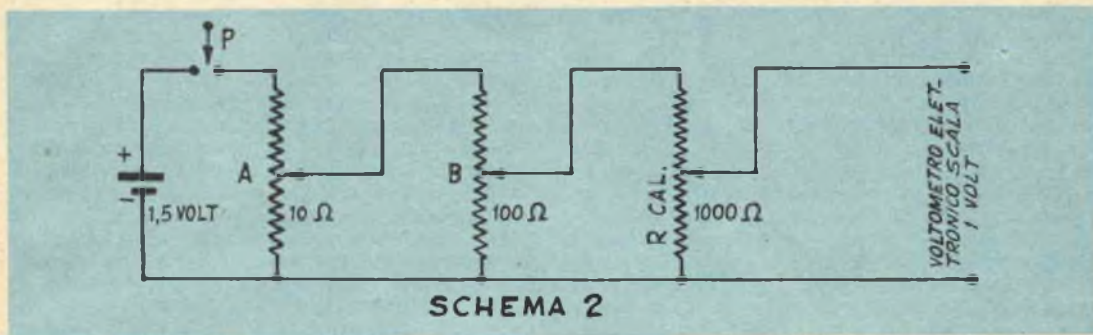 P
+
A
B
R CAL.
-
1,5 VOLT
10 Ω
100 Ω
1000 Ω
VOLTOMETRO ELET-
TRONICO SCALA
1 VOLT
SCHEMA 2